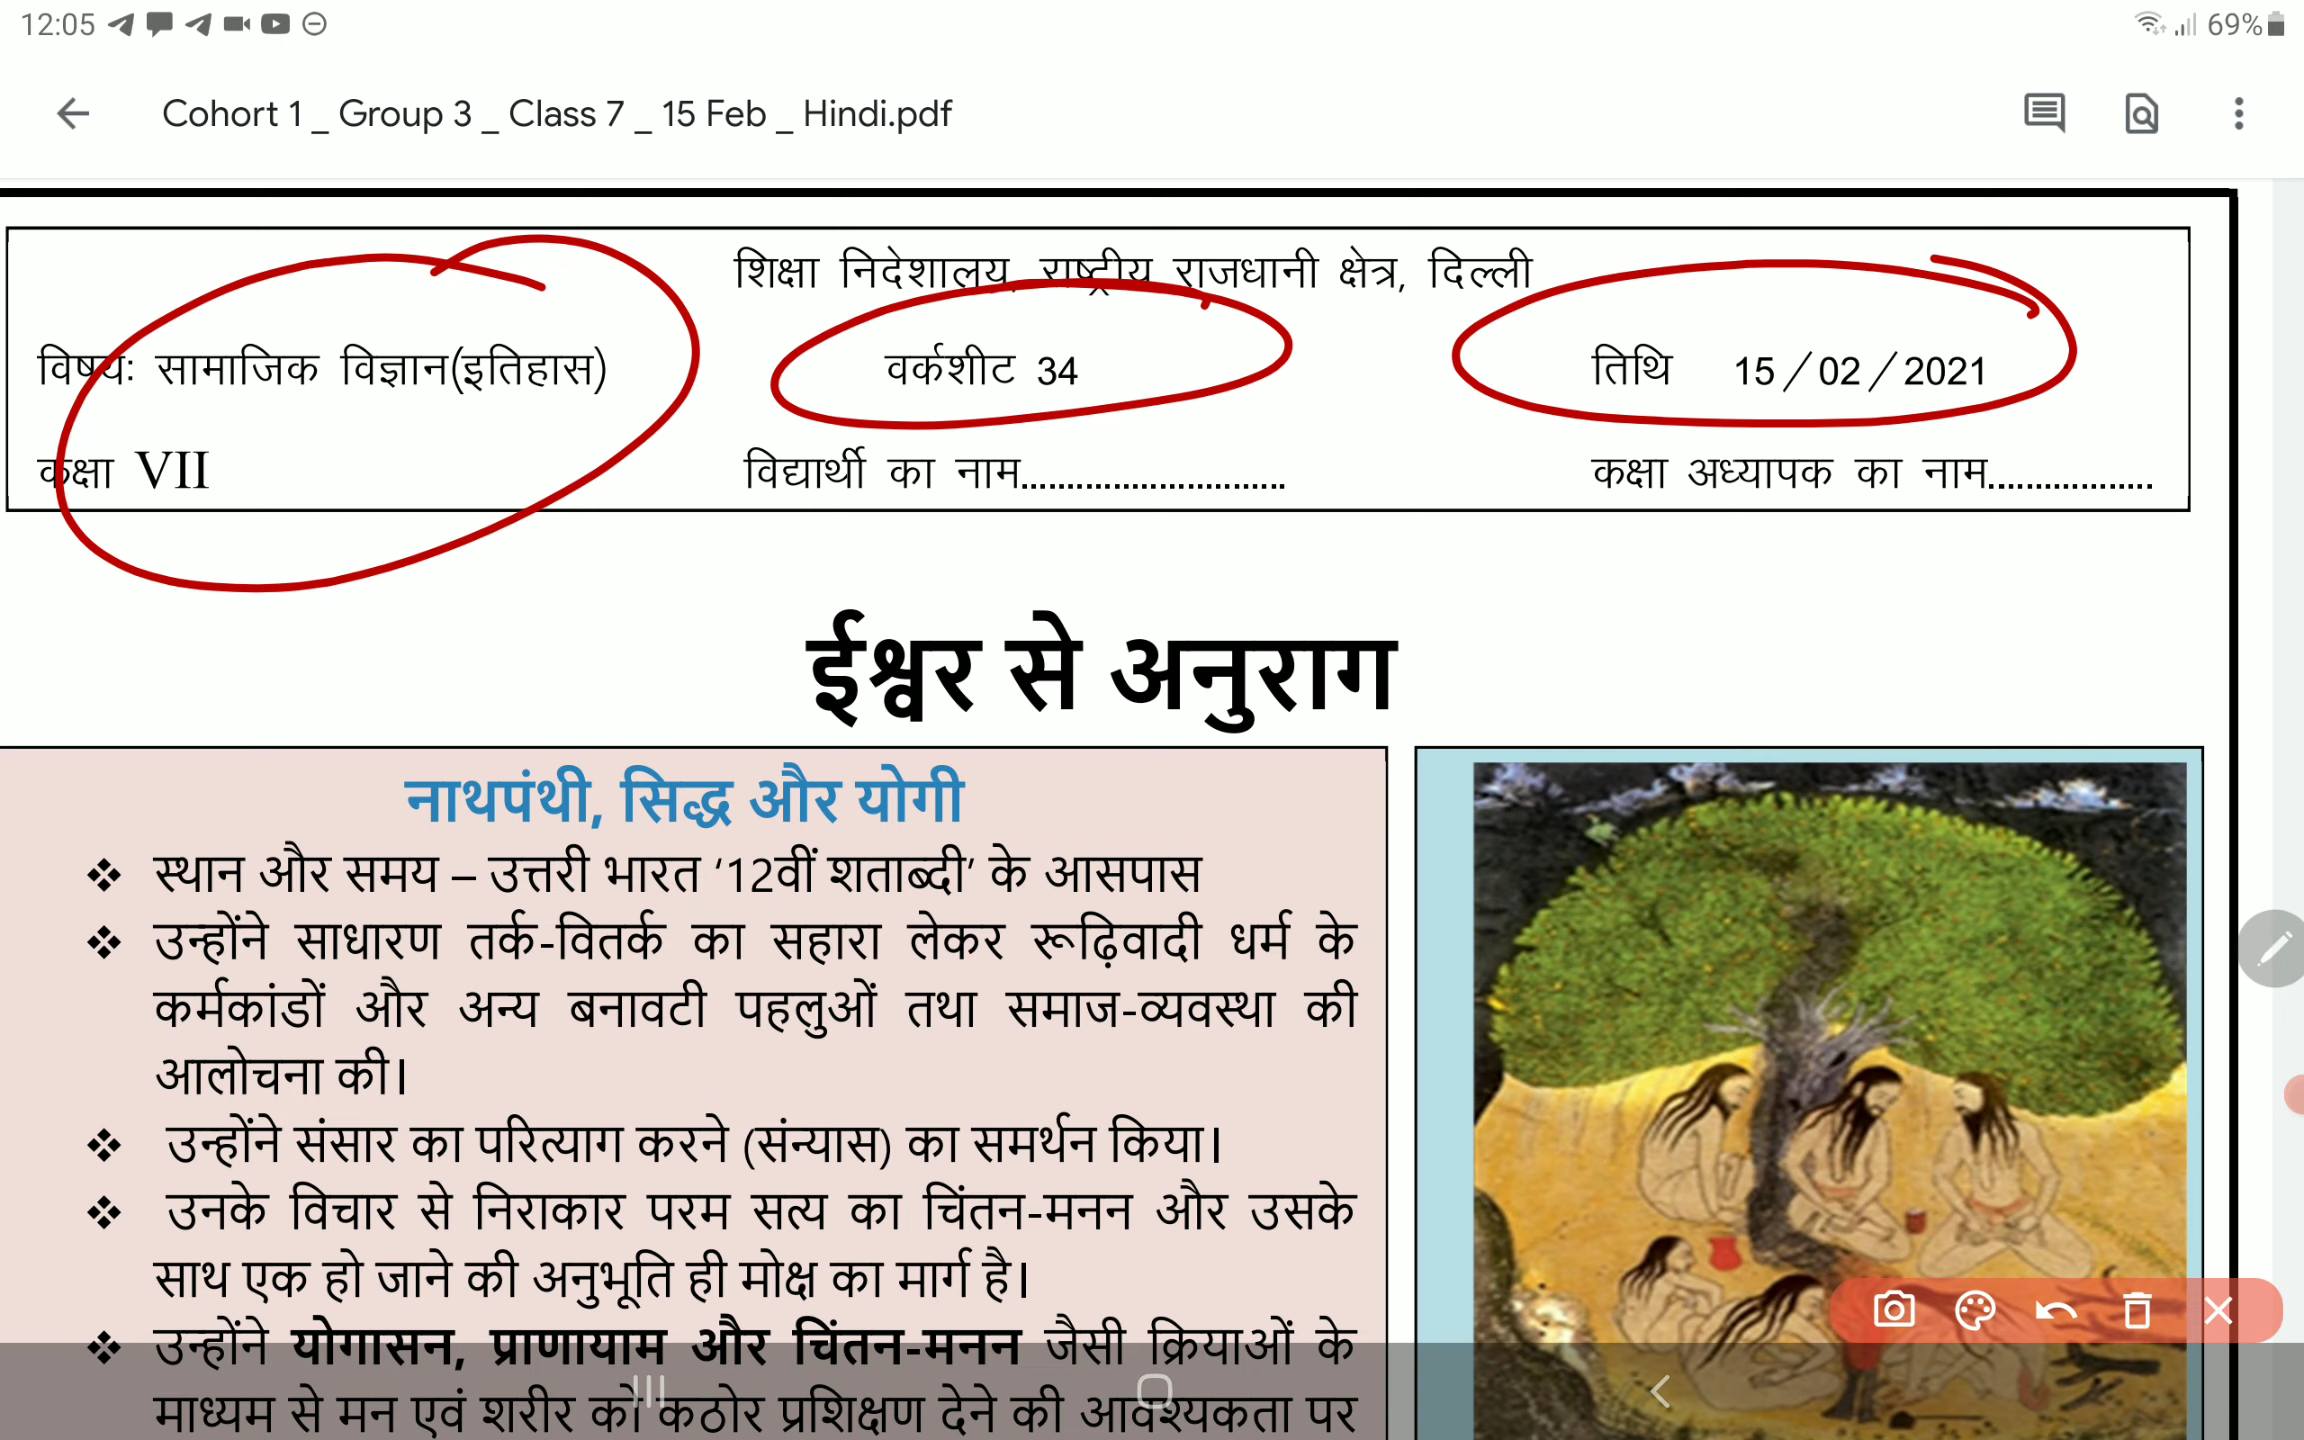 12:05
69%
Cohort 1 _ Group 3 _ Class 7 _ 15 Feb _ Hindi.pdf
शिक्षा निदेशालय, राष्ट्रीय राजधानी क्षेत्र, दिल्ली
विषय: सामाजिक विज्ञान(इतिहास) वर्कशीट 34 तिथि 15/02/2021
कक्षा VII विद्यार्थी का नाम............................. कक्षा अध्यापक का नाम..................
ईश्वर से अनुराग
नाथपंथी, सिद्ध और योगी
❖ स्थान और समय – उत्तरी भारत ‘12वीं शताब्दी’ के आसपास
❖ उन्होंने साधारण तर्क-वितर्क का सहारा लेकर रूढ़िवादी धर्म के
कर्मकांडों और अन्य बनावटी पहलुओं तथा समाज-व्यवस्था की
आलोचना की।
❖ उन्होंने संसार का परित्याग करने (संन्यास) का समर्थन किया।
❖ उनके विचार से निराकार परम सत्य का चिंतन-मनन और उसके
साथ एक हो जाने की अनुभूति ही मोक्ष का मार्ग है।
❖ उन्होंने योगासन, प्राणायाम और चिंतन-मनन जैसी क्रियाओं के
माध्यम से मन एवं शरीर को कठोर प्रशिक्षण देने की आवश्यकता पर